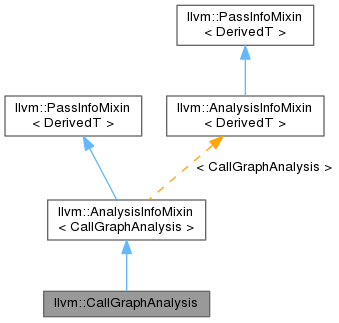 llvm::PassInfoMixin
< DerivedT >
llvm::PassInfoMixin
< DerivedT >
llvm::AnalysisInfoMixin
< DerivedT >
< CallGraphAnalysis >
llvm::AnalysisInfoMixin
< CallGraphAnalysis >
llvm::CallGraphAnalysis